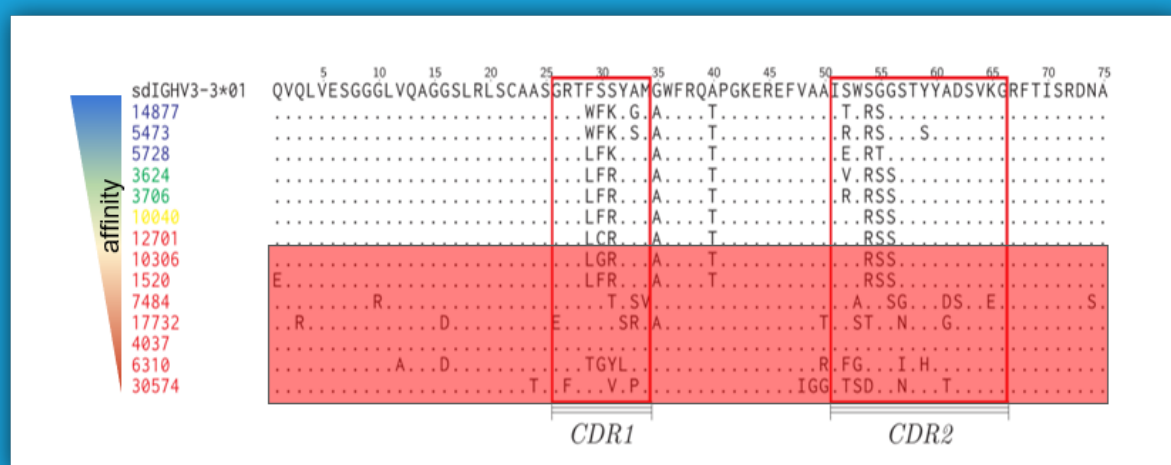 5 10 15 20 25 30 35 40 45 50 55 60 65 70 75
sdIGHV3-3*01 QVQLVESGGGLVQAGGSLRLSCAASGRTFSSYAMGWFRQAPGKEREFVAAISWSGGSTYYADSVKGRFTISRDNA
14877 ............................WFK.G.A....T...........T.RS....................
5473 ............................WFK.S.A....T...........R.RS...S................
5728 ............................LFK...A....T...........E.RT....................
3624 ............................LFR...A....T...........V.RSS...................
3706 ............................LFR...A....T...........R.RSS...................
10040 ............................LFR...A....T.............RSS...................
12701 ............................LCR...A....T.............RSS...................
10306 ............................LGR...A....T.............RSS...................
1520 E...........................LFR...A....T.............RSS...................
7484 .........R....................T.SV..................A..SG...DS..E........S.
17732 ..R............D.........E.....SR.A..............T..ST..N...G..............
4037 ...........................................................................
6310 ...........A...D............TGYL.................R.FG...I.H................
30574 .......................T..F...V.P..............IGG.TSD..N...T..............
affinity
CDR1 CDR2